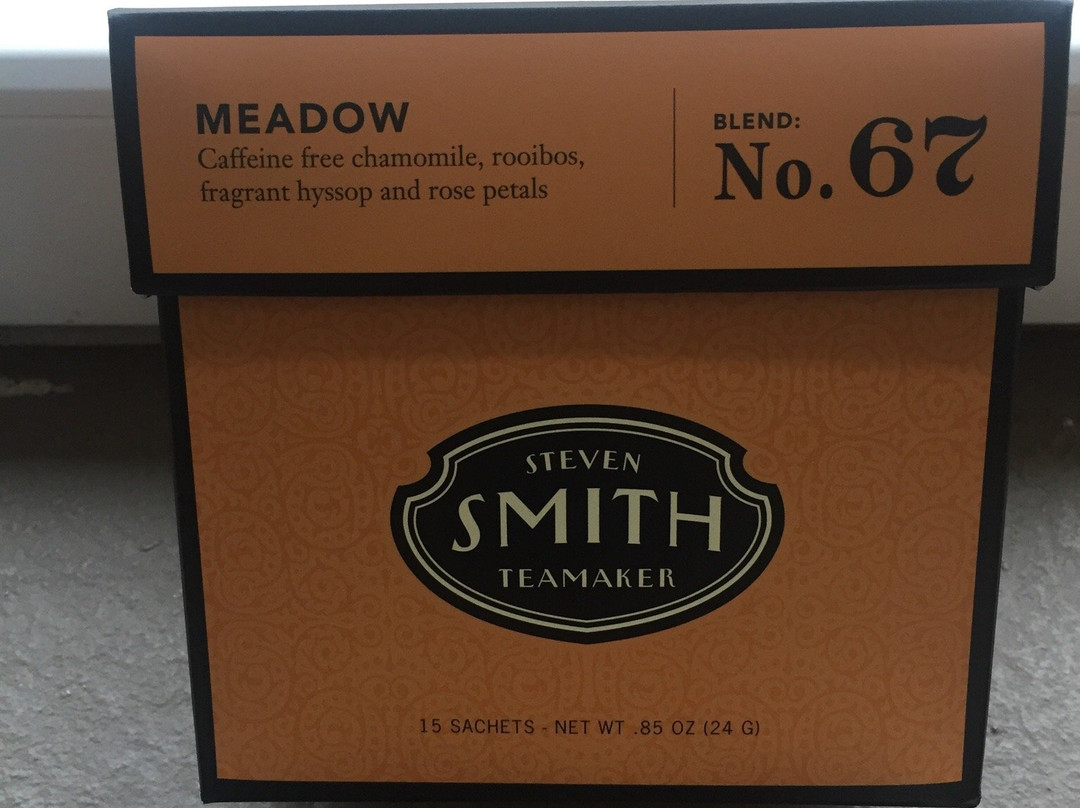 MEADOW
Caffeine free chamomile, rooibos,
fragrant hyssop and rose petals
BLEND:
No. 67
STEVEN
SMITH
TEAMAKER
15 SACHETS - NET WT .85 OZ (24 G)